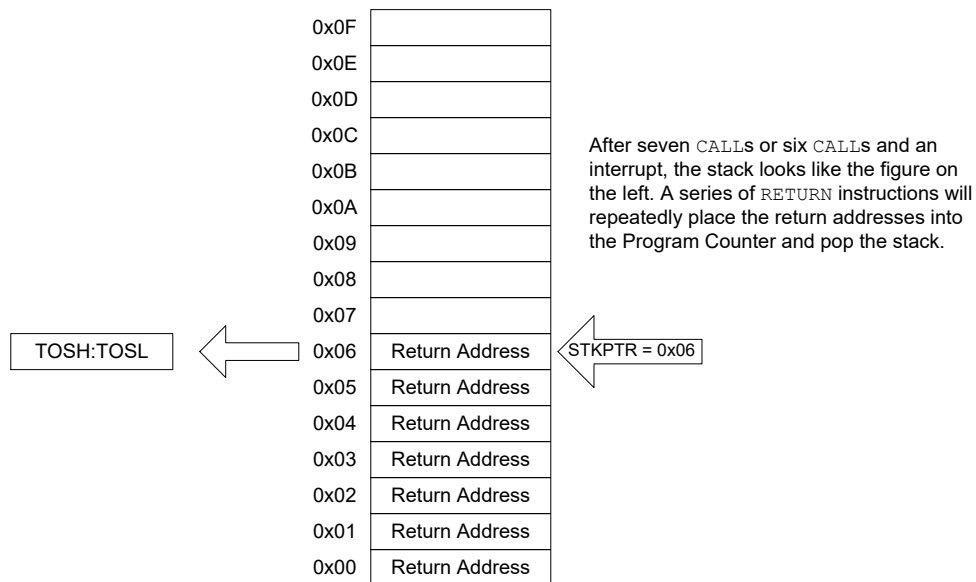 0x0F
0x0E
0x0D
0x0C
0x0B
0x0A
0x09
0x08
0x07
After seven CALLs or six CALLs and an
interrupt, the stack looks like the figure on
the left. A series of RETURN instructions will
repeatedly place the return addresses into
the Program Counter and pop the stack.
TOSH:TOSL
0x06 Return Address
STKPTR = 0x06
0x05 Return Address
0x04 Return Address
0x03 Return Address
0x02 Return Address
0x01 Return Address
0x00 Return Address